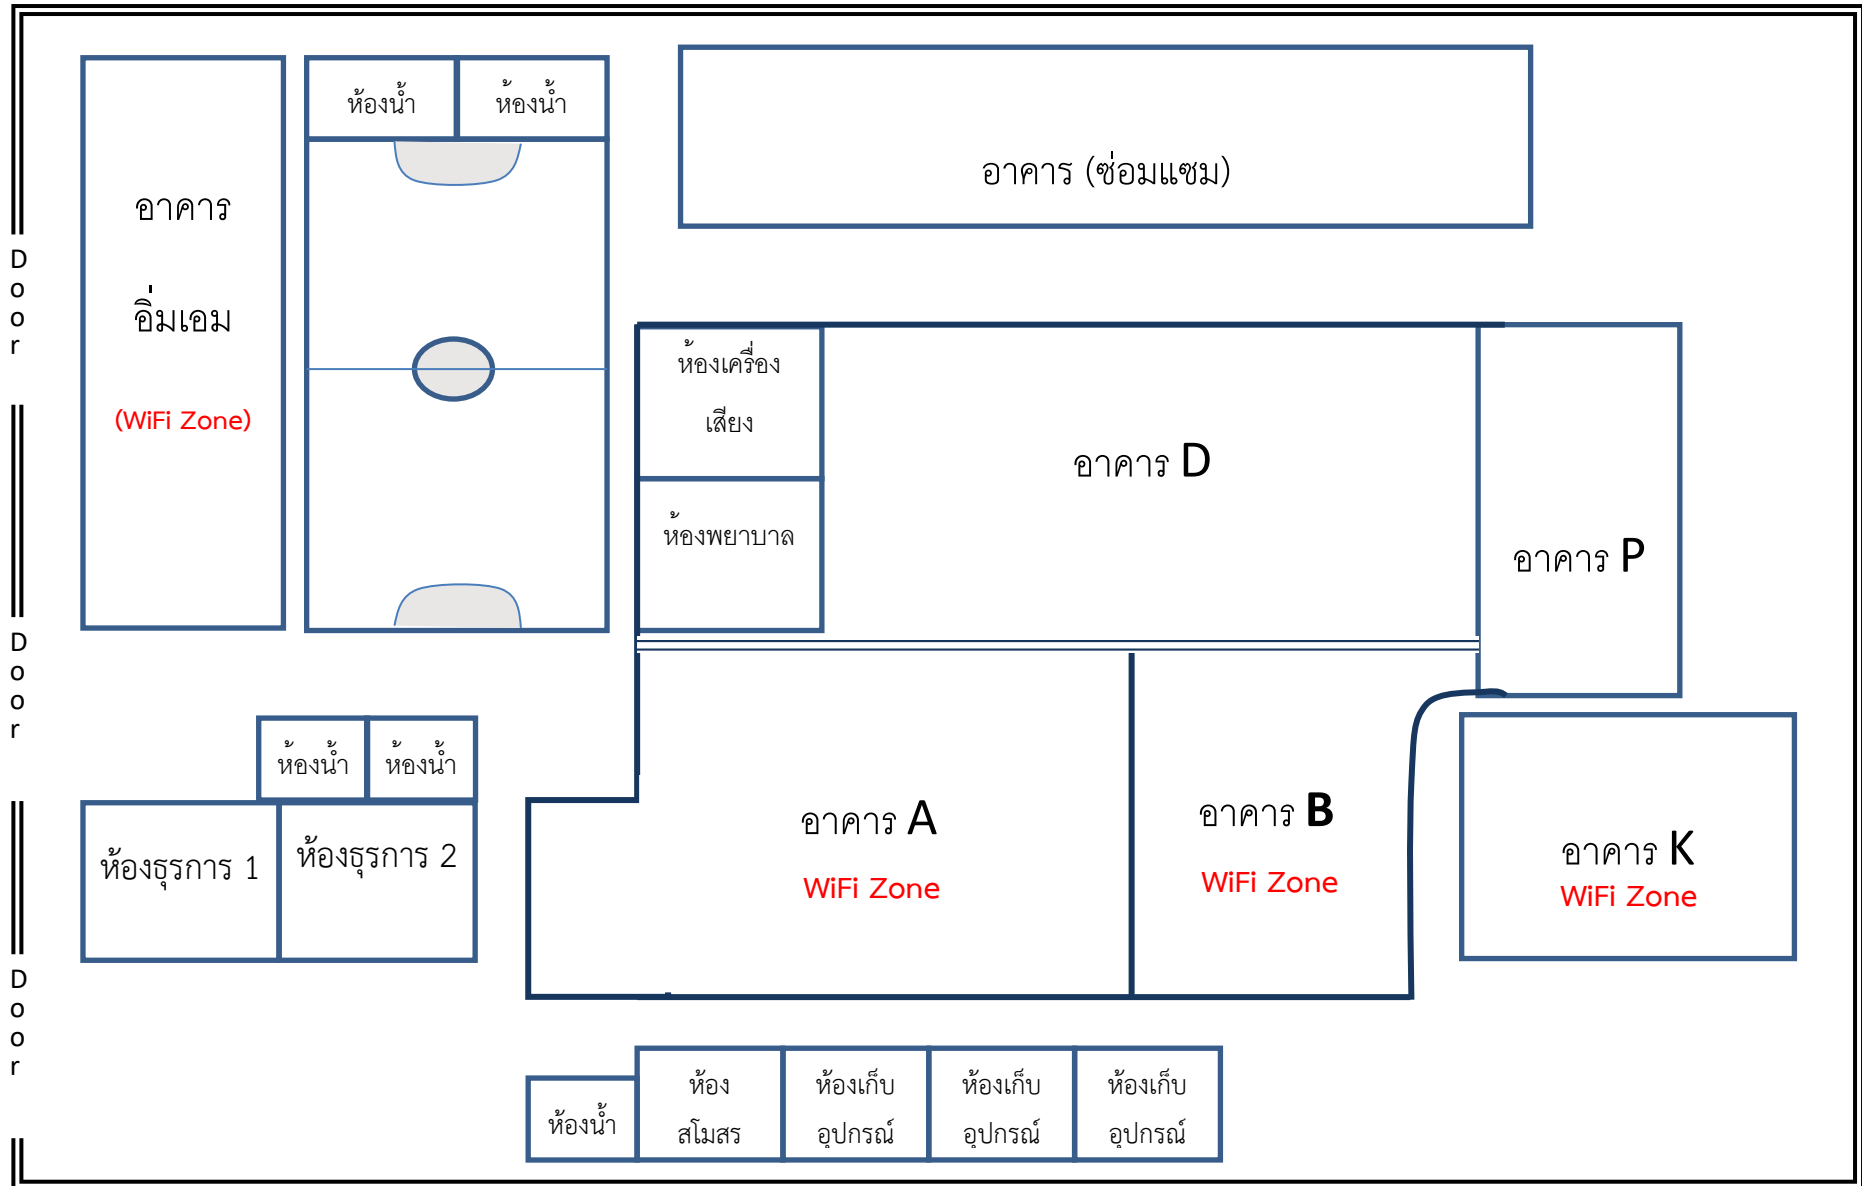 ห้องน้ำ
ห้องน้ำ
อาคาร (ซ่อมแซม)
อาคาร
อิ่มเอม
(WiFi Zone)
Door
ห้องเครื่อง
เสียง
อาคาร D
ห้องพยาบาล
อาคาร P
Door
ห้องน้ำ
ห้องน้ำ
ห้องธุรการ 1
ห้องธุรการ 2
อาคาร A
WiFi Zone
อาคาร B
WiFi Zone
อาคาร K
WiFi Zone
Door
ห้องน้ำ
ห้อง
สโมสร
ห้องเก็บ
อุปกรณ์
ห้องเก็บ
อุปกรณ์
ห้องเก็บ
อุปกรณ์